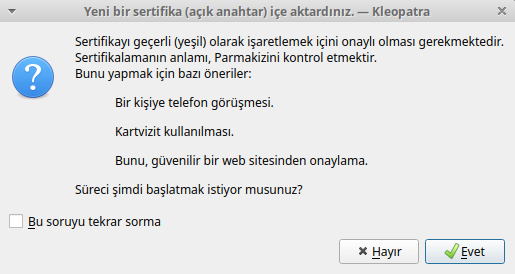 Yeni bir sertifika (açık anahtar) içe aktardınız. — Kleopatra
Sertifikayı geçerli (yeşil) olarak işaretlemek içini onaylı olması gerekmektedir.
Sertifikalamanın anlamı, Parmakizini kontrol etmektir.
Bunu yapmak için bazı öneriler:
Bir kişiye telefon görüşmesi.
Kartvizit kullanılması.
Bunu, güvenilir bir web sitesinden onaylama.
Süreci şimdi başlatmak istiyor musunuz?
Bu soruyu tekrar sorma
Hayır
Evet